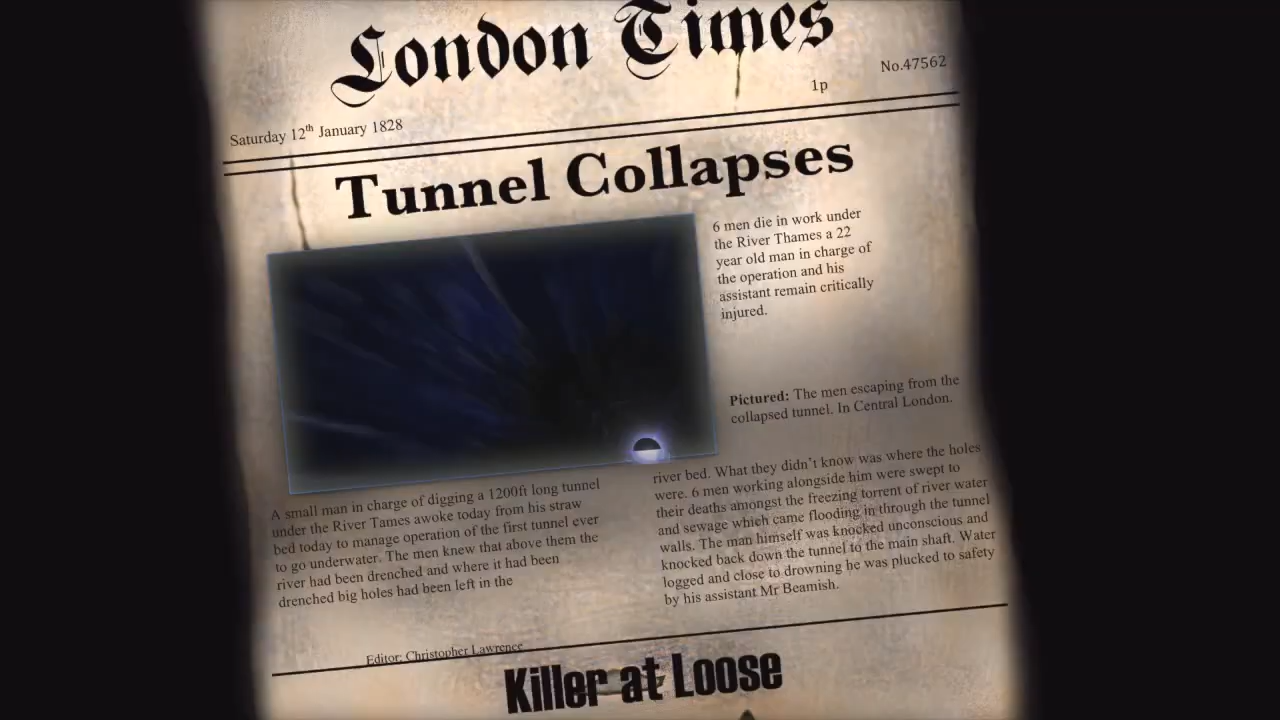 London Times
No.47562
1p
Saturday 12th January 1828
Tunnel Collapses
6 men die in work under
the River Thames a 22
year old man in charge of
the operation and his
assistant remain critically
injured.
Pictured: The men escaping from the
collapsed tunnel. In Central London.
A small man in charge of digging a 1200ft long tunnel
under the River Tames awoke today from his straw
bed today to manage operation of the first tunnel ever
to go underwater. The men knew that above them the
river had been drenched and where it had been
drenched big holes had been left in the
river bed. What they didn't know was where the holes
were. 6 men working alongside him were swept to
their deaths amongst the freezing torrent of river water
and sewage which came flooding in through the tunnel
walls. The man himself was knocked unconscious and
knocked back down the tunnel to the main shaft. Water
logged and close to drowning he was plucked to safety
by his assistant Mr Beamish.
Editor: Christopher Lawrence
Killer at Loose